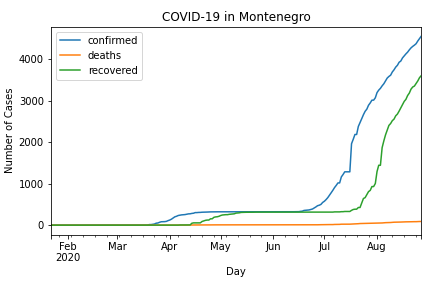 COVID-19 in Montenegro
confirmed
deaths
recovered
Number of Cases
4000
3000
2000
1000
0
Feb Mar Apr May Jun Jul Aug
2020
Day